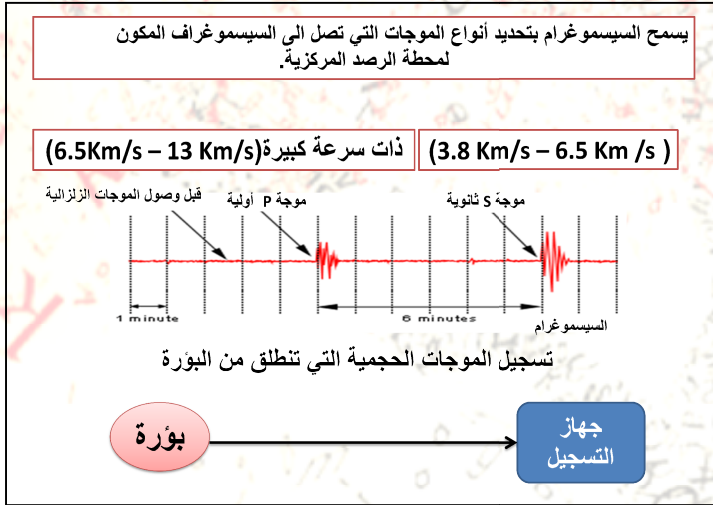 يسمح السيسموغرام بتحديد أنواع الموجات التي تصل الى السيسموغراف المكون
لمحطة الرصد المركزية.
ذات سرعة كبيرة(6.5Km/s – 13 Km/s)
(3.8 Km/s – 6.5 Km /s )
قبل وصول الموجات الزلزالية
موجة P أولية
موجة S ثانوية
1 minute
6 minutes
السيسموغرام
تسجيل الموجات الحجمية التي تنطلق من البؤرة
بؤرة
جهاز
التسجيل